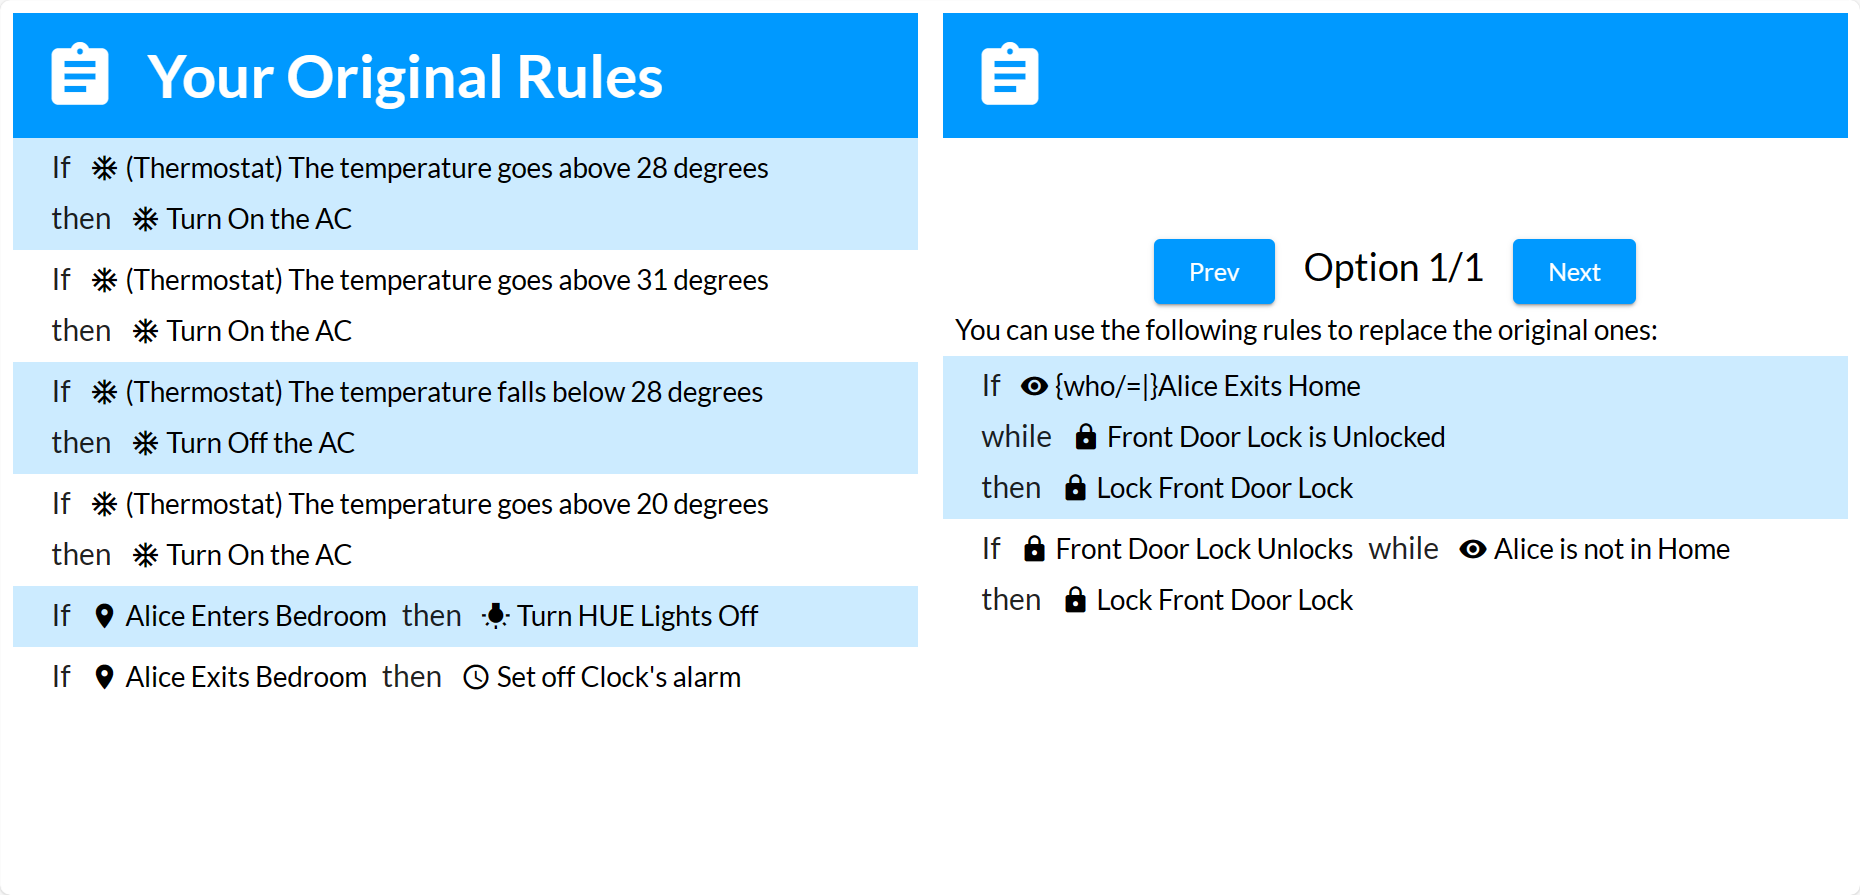 Your Original Rules
If (Thermostat) The temperature goes above 28 degrees
then Turn On the AC
If (Thermostat) The temperature goes above 31 degrees
then Turn On the AC
If (Thermostat) The temperature falls below 28 degrees
then Turn Off the AC
If (Thermostat) The temperature goes above 20 degrees
then Turn On the AC
If Alice Enters Bedroom then Turn HUE Lights Off
If Alice Exits Bedroom then Set off Clock's alarm
Prev Option 1/1 Next
You can use the following rules to replace the original ones:
If {who/=|}Alice Exits Home
while Front Door Lock is Unlocked
then Lock Front Door Lock
If Front Door Lock Unlocks while Alice is not in Home
then Lock Front Door Lock